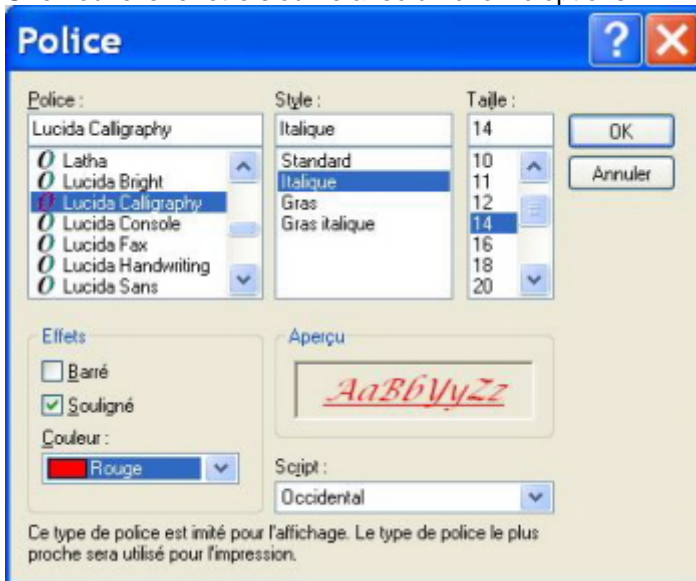 Police
Police : Style : Taille :
Lucida Calligraphy Italique 14 OK
Latha Standard 10 Annuler
Lucida Bright Italique 11
Lucida Calligraphy Gras 12
Lucida Console Gras italique 14
Lucida Fax 16
Lucida Handwriting 18
Lucida Sans 20
Effets Aperçu
Barré
Souligné AaBbYyZz
Couleur :
Rouge Script :
Occidental
Ce type de police est imité pour l'affichage. Le type de police le plus
proche sera utilisé pour l'impression.